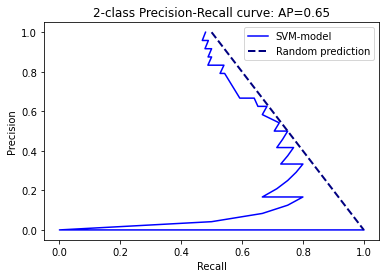 2-class Precision-Recall curve: AP=0.65
SVM-model
Random prediction
1.0
0.8
0.6
0.4
0.2
0.0
Precision
0.0 0.2 0.4 0.6 0.8 1.0
Recall